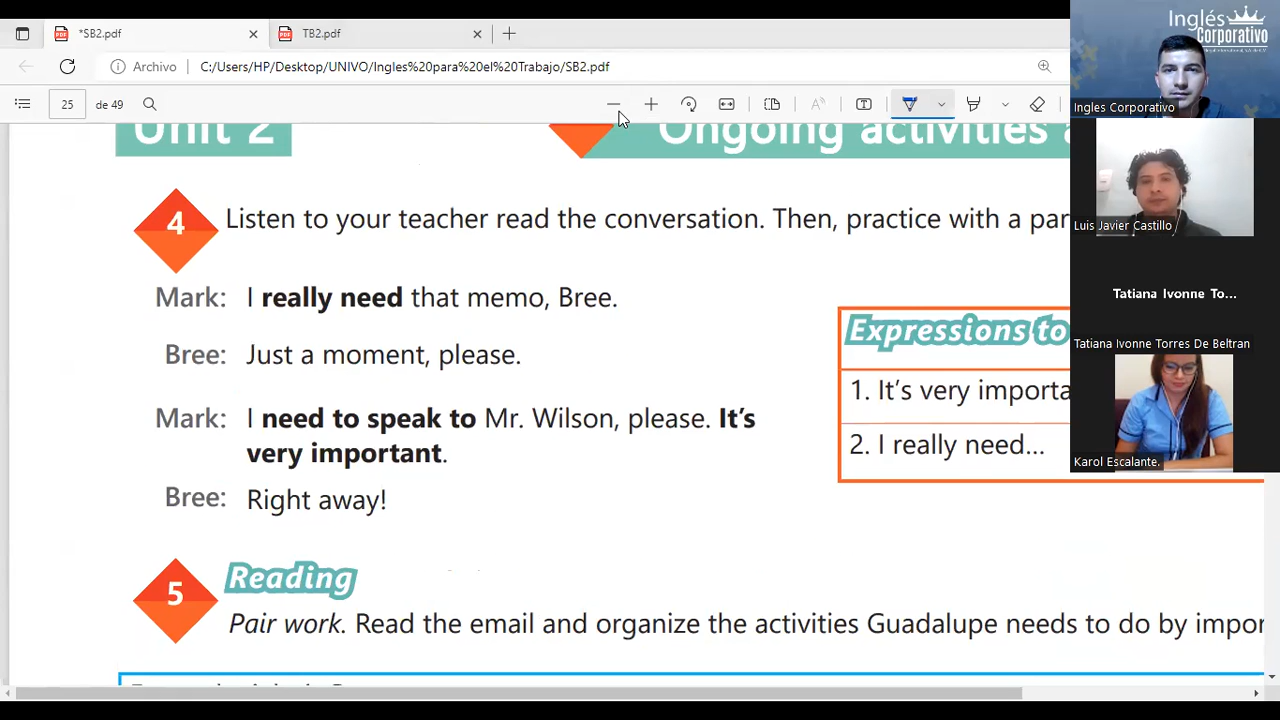 *SB2.pdf
TB2.pdf
Archivo
C:/Users/HP/Desktop/UNIVO/Ingles%20para%20el%20Trabajo/SB2.pdf
25 de 49
Inglés
Corporativo
Ingles Corporativo
Luis Javier Castillo
Tatiana Ivonne To...
Tatiana Ivonne Torres De Beltran
Karol Escalante.
Unit 2
Ongoing activities a
4
Listen to your teacher read the conversation. Then, practice with a par
Mark: I really need that memo, Bree.
Bree: Just a moment, please.
Mark: I need to speak to Mr. Wilson, please. It's
very important.
Bree: Right away!
Expressions to
1. It's very importa
2. I really need...
5
Reading
Pair work. Read the email and organize the activities Guadalupe needs to do by impor